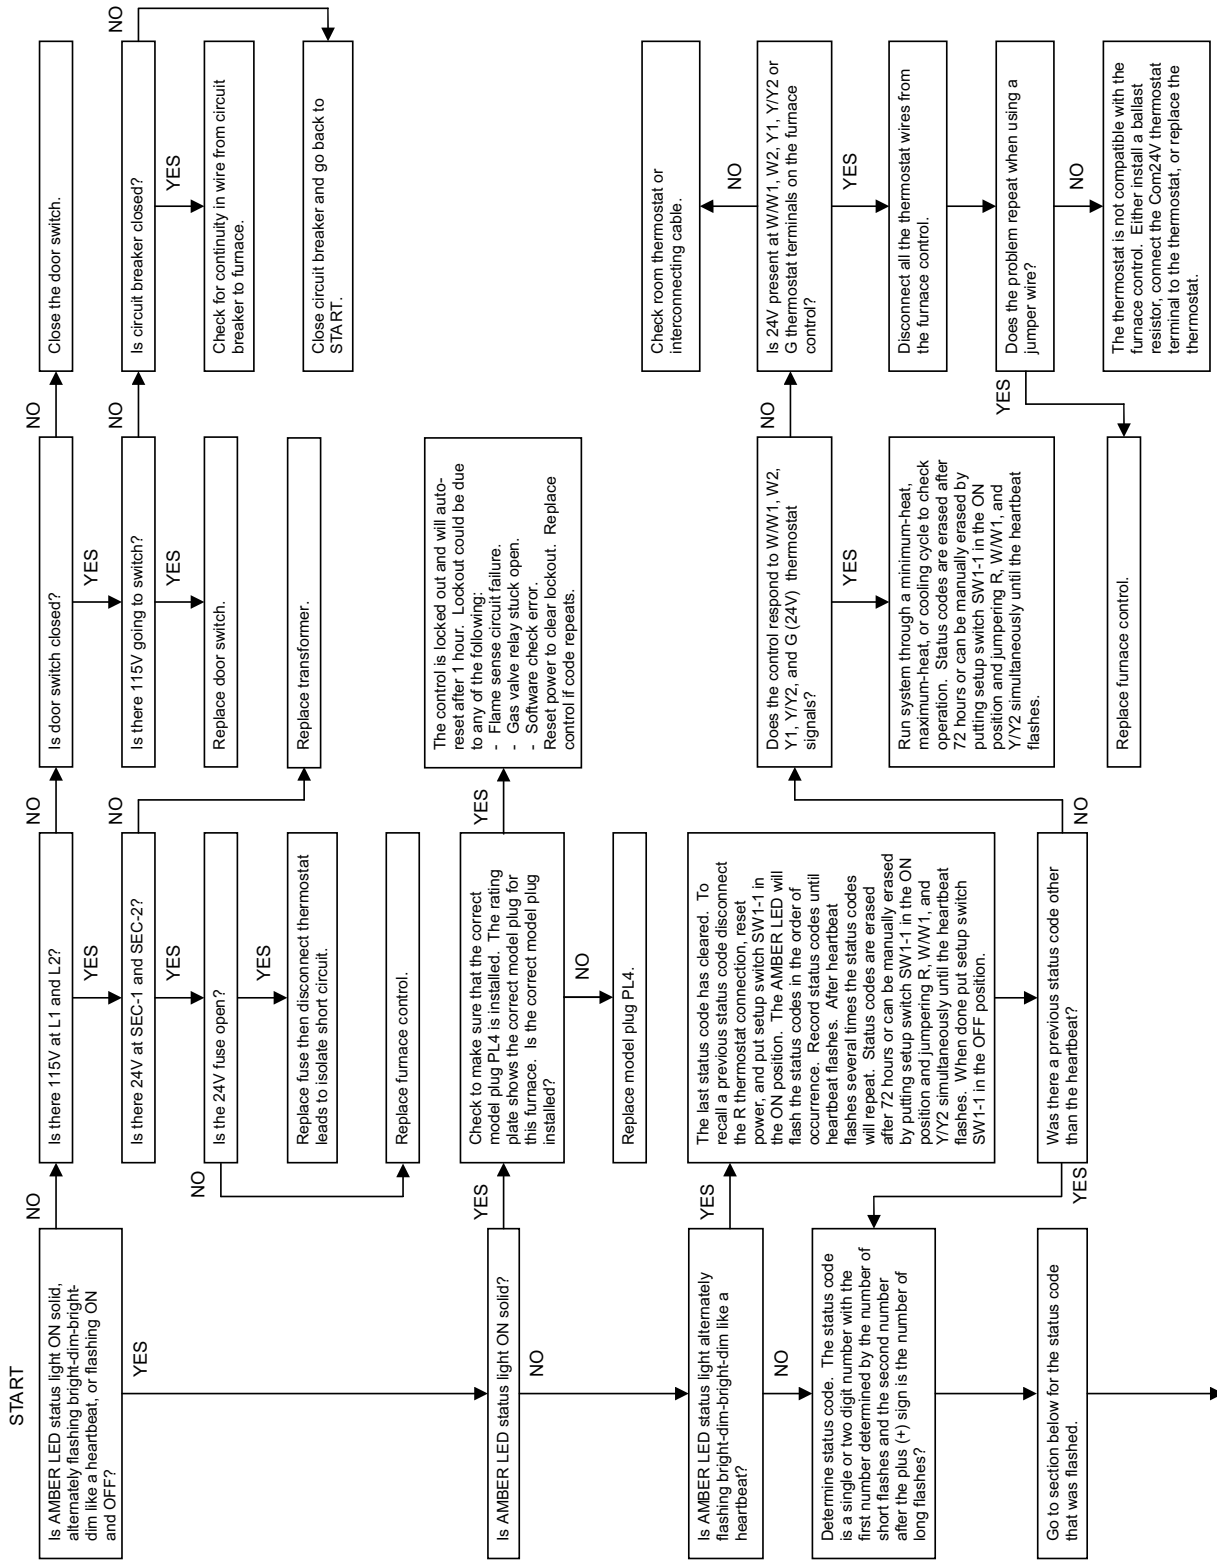 START
Is AMBER LED status light ON solid,
alternately flashing bright-dim-bright-
dim like a heartbeat, or flashing ON
and OFF?
NO
YES
Is there 115V at L1 and L2?
NO
YES
Is door switch closed?
NO
YES
Close the door switch.
Is there 24V at SEC-1 and SEC-2?
NO
YES
Is there 115V going to switch?
NO
YES
Is circuit breaker closed?
NO
YES
Is the 24V fuse open?
NO
YES
Replace door switch.
Check for continuity in wire from circuit
breaker to furnace.
Replace fuse then disconnect thermostat
leads to isolate short circuit.
Replace transformer.
Close circuit breaker and go back to
START.
Replace furnace control.
Is AMBER LED status light ON solid?
YES
NO
Check to make sure that the correct
model plug PL4 is installed.  The rating
plate shows the correct model plug for
this furnace.  Is the correct model plug
installed?
YES
NO
The control is locked out and will auto-
reset after 1 hour.  Lockout could be due
to any of the following:
-  Flame sense circuit failure.
-  Gas valve relay stuck open.
-  Software check error.
Reset power to clear lockout.  Replace
control if code repeats.
Replace model plug PL4.
Is AMBER LED status light alternately
flashing bright-dim-bright-dim like a
heartbeat?
YES
NO
The last status code has cleared.  To
recall a previous status code disconnect
the R thermostat connection, reset
power, and put setup switch SW1-1 in
the ON position.  The AMBER LED will
flash the status codes in the order of
occurrence.  Record status codes until
heartbeat flashes.  After heartbeat
flashes several times the status codes
will repeat.  Status codes are erased
after 72 hours or can be manually erased
by putting setup switch SW1-1 in the ON
position and jumpering R, W/W1, and
Y/Y2 simultaneously until the heartbeat
flashes.  When done put setup switch
SW1-1 in the OFF position.
Was there a previous status code other
than the heartbeat?
YES
NO
Determine status code.  The status code
is a single or two digit number with the
first number determined by the number of
short flashes and the second number
after the plus (+) sign is the number of
long flashes?
Go to section below for the status code
that was flashed.
Does the control respond to W/W1, W2,
Y1, Y/Y2, and G (24V)  thermostat
signals?
NO
YES
Run system through a minimum-heat,
maximum-heat, or cooling cycle to check
operation.  Status codes are erased after
72 hours or can be manually erased by
putting setup switch SW1-1 in the ON
position and jumpering R, W/W1, and
Y/Y2 simultaneously until the heartbeat
flashes.
Check room thermostat or
interconnecting cable.
NO
Is 24V present at W/W1, W2, Y1, Y/Y2 or
G thermostat terminals on the furnace
control?
YES
Disconnect all the thermostat wires from
the furnace control.
Does the problem repeat when using a
jumper wire?
YES
NO
Replace furnace control.
The thermostat is not compatible with the
furnace control.  Either install a ballast
resistor, connect the Com24V thermostat
terminal to the thermostat, or replace the
thermostat.